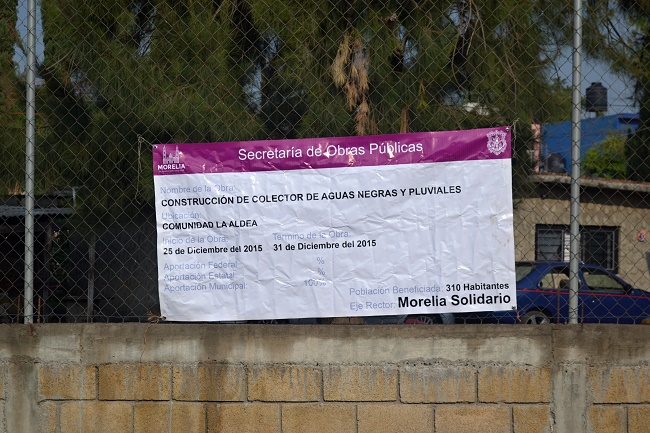 MORELIA
Secretaría de Obras Públicas
Nombre de la Obra:
CONSTRUCCIÓN DE COLECTOR DE AGUAS NEGRAS Y PLUVIALES
Ubicación:
COMUNIDAD LA ALDEA
Inicio de la Obra: Término de la Obra:
25 de Diciembre del 2015 31 de Diciembre del 2015
Aportación Federal: %
Aportación Estatal: %
Aportación Municipal: 100%
Población Beneficiada: 310 Habitantes
Eje Rector: Morelia Solidario